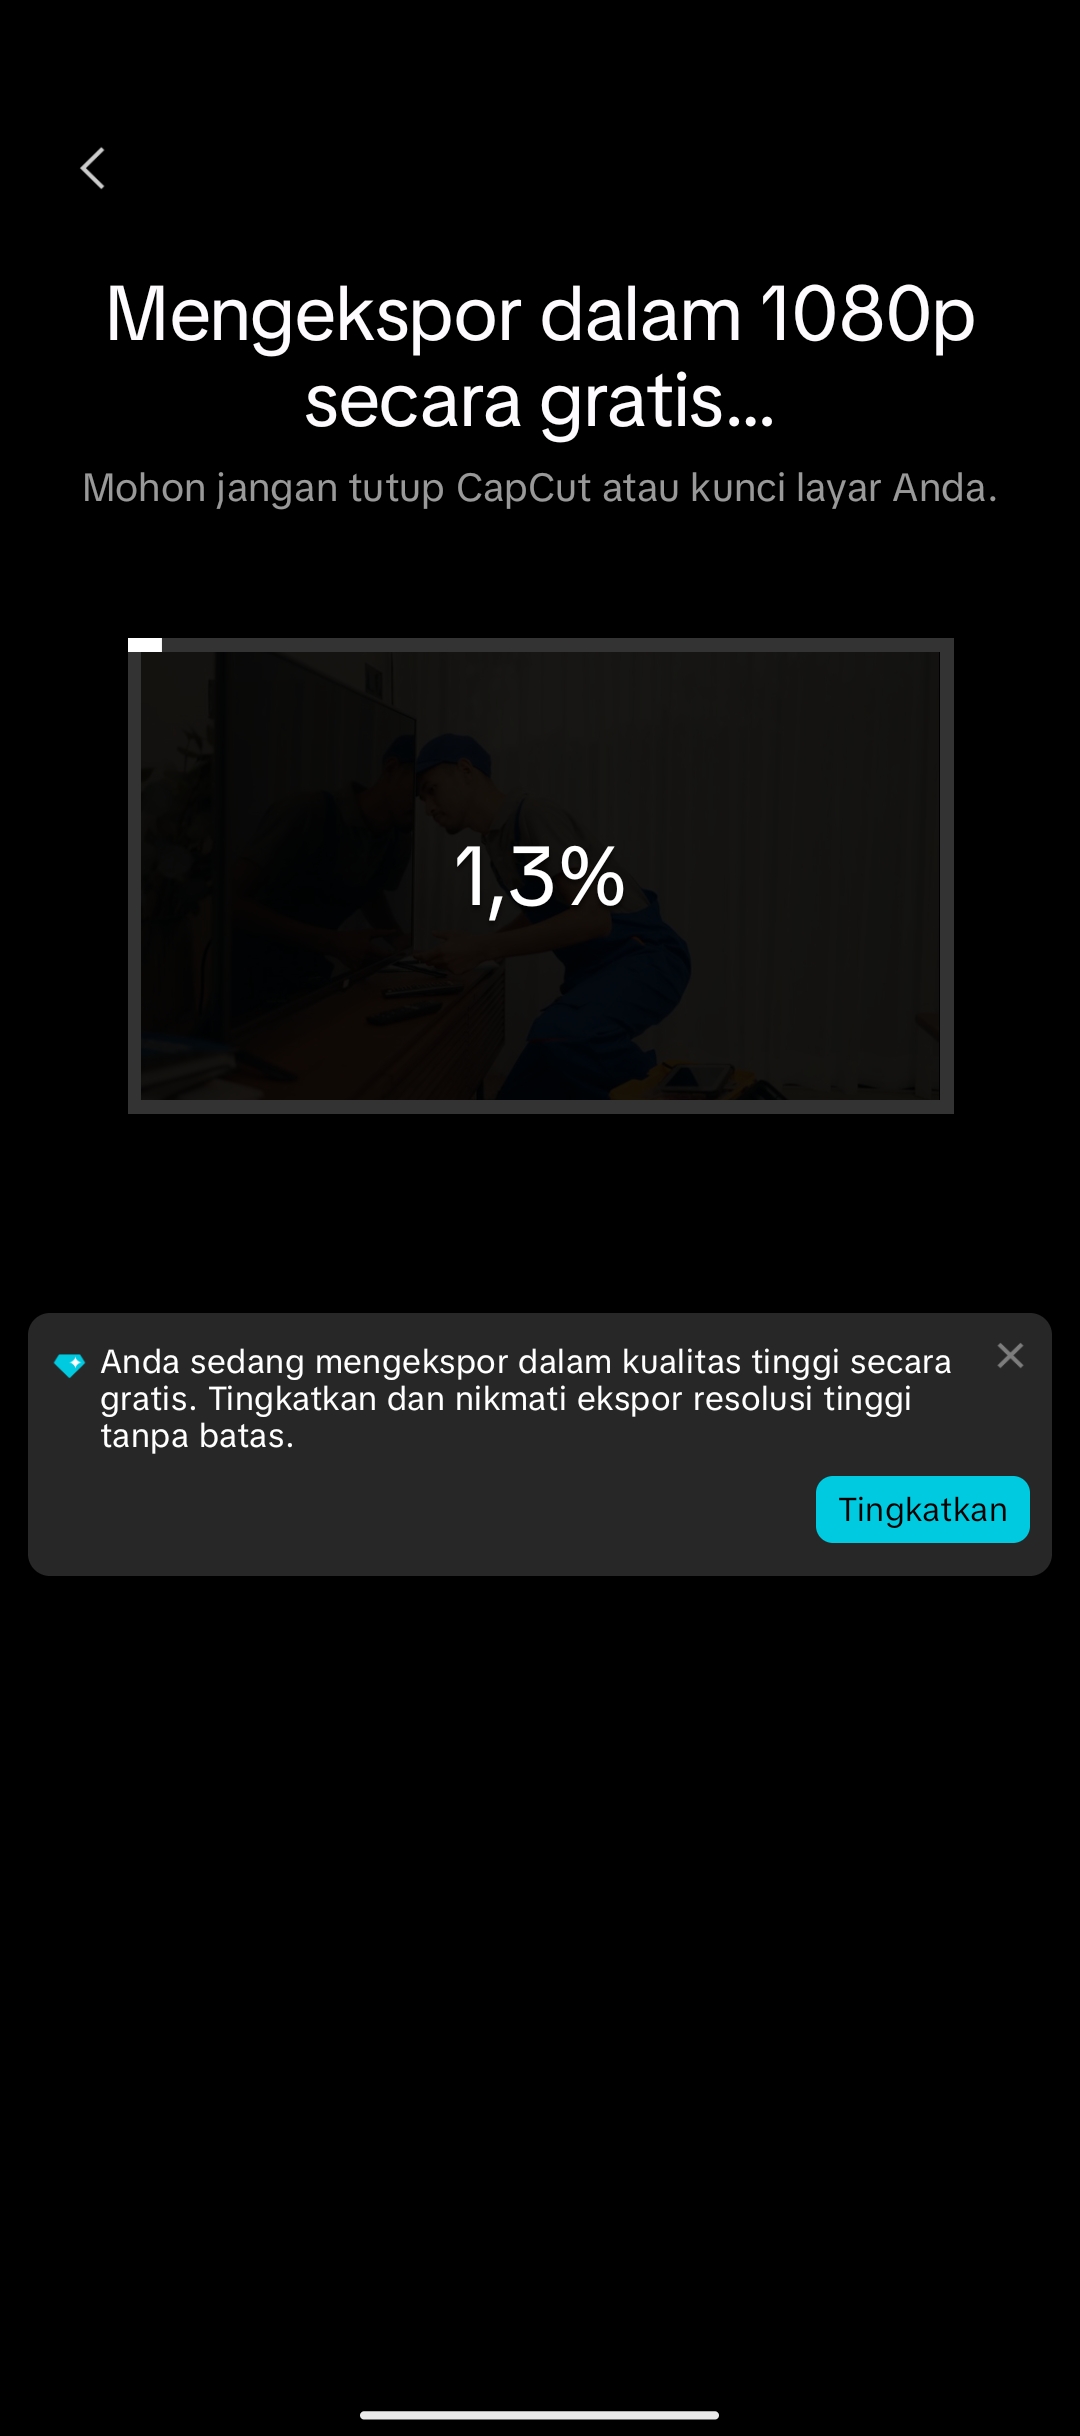 Mengekspor dalam 1080p
secara gratis...
Mohon jangan tutup CapCut atau kunci layar Anda.
1,3%
Anda sedang mengekspor dalam kualitas tinggi secara
gratis. Tingkatkan dan nikmati ekspor resolusi tinggi
tanpa batas.
Tingkatkan